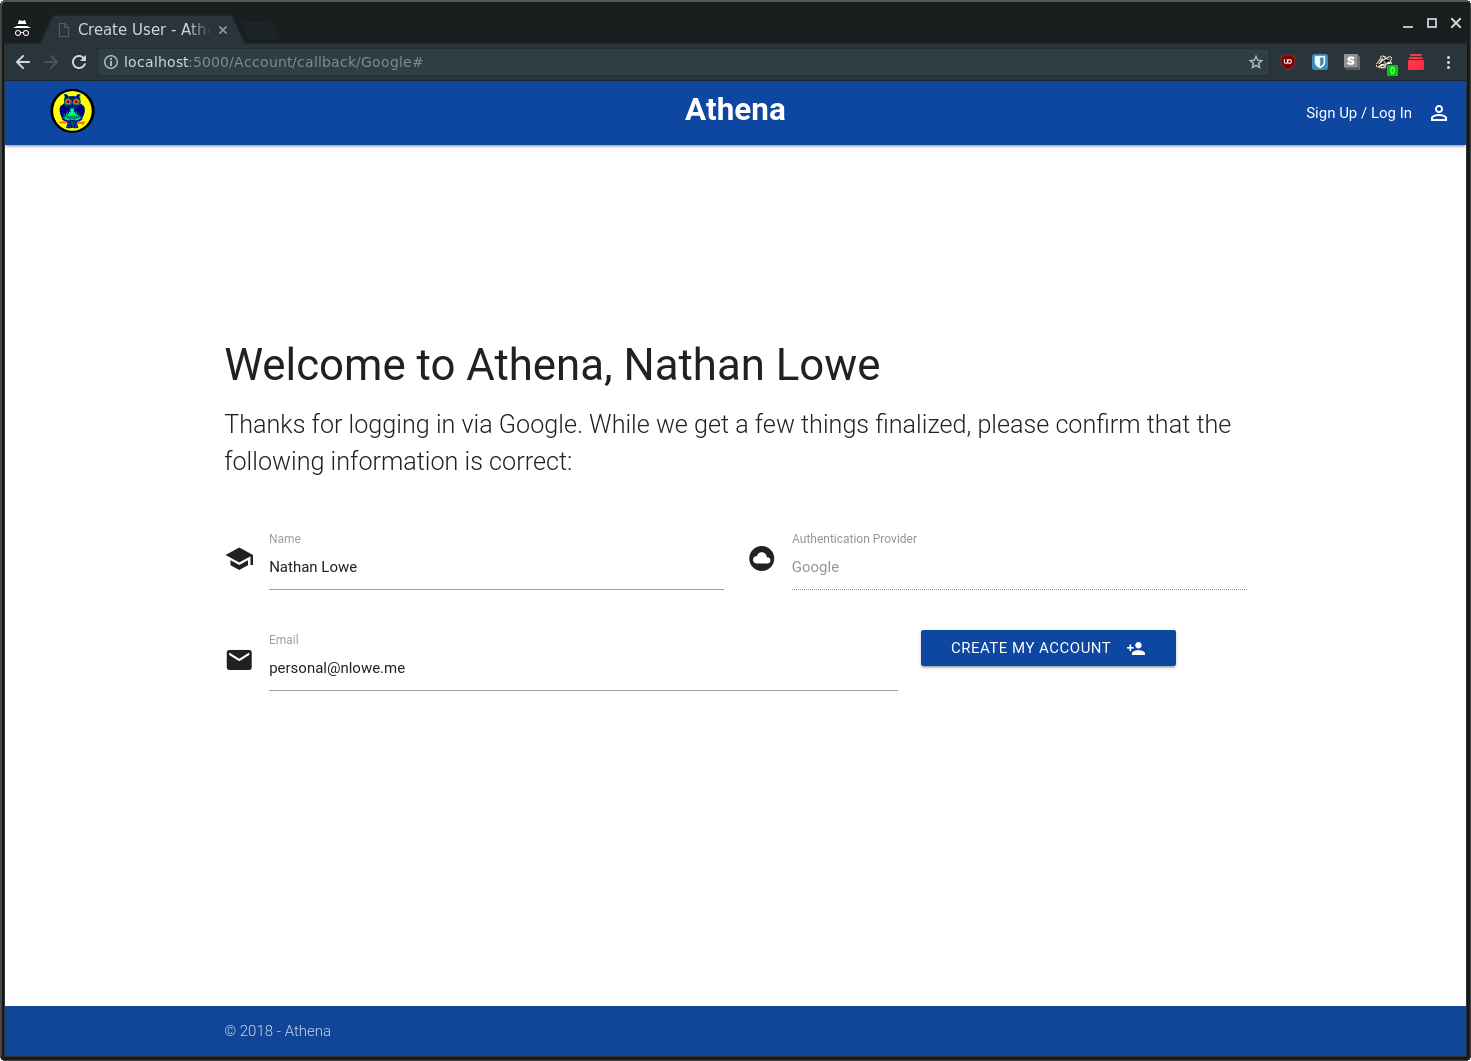 Create User - Ath
localhost:5000/Account/callback/Google#
UD
S
0
Athena
Sign Up / Log In
Welcome to Athena, Nathan Lowe
Thanks for logging in via Google. While we get a few things finalized, please confirm that the
following information is correct:
Name
Nathan Lowe
Authentication Provider
Google
Email
personal@nlowe.me
CREATE MY ACCOUNT
© 2018 - Athena